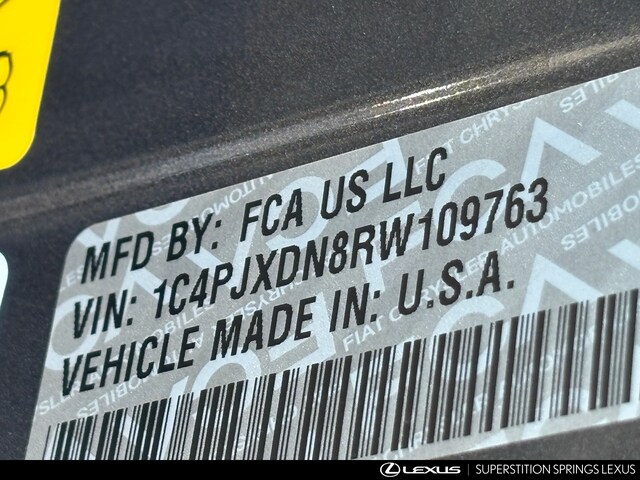 MFD BY: FCA US LLC
VIN: 1C4PJXDN8RW109763
VEHICLE MADE IN: U.S.A.
LEXUS | SUPERSTITION SPRINGS LEXUS